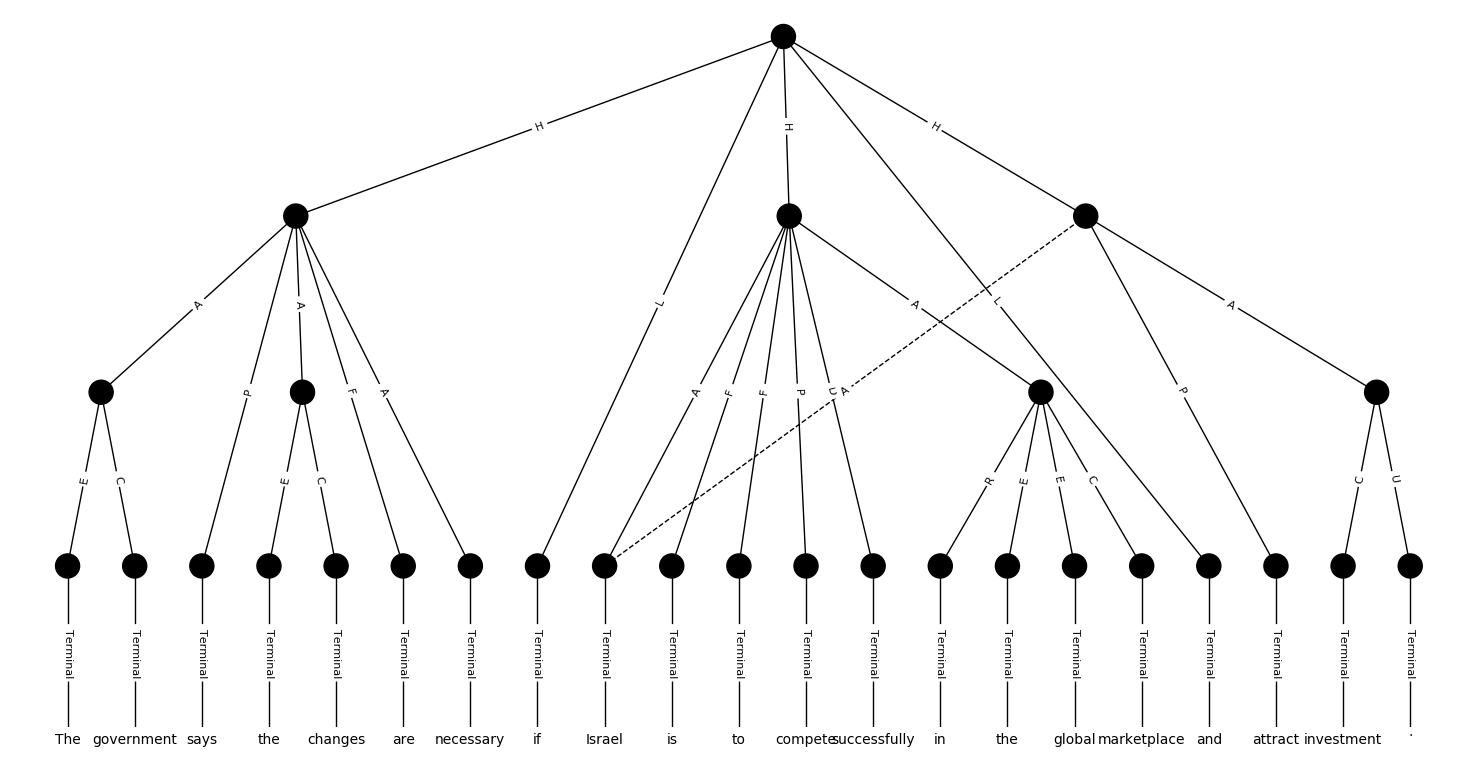 H H H
L L
A A A A
P F A A F F P D A P
E C E C R E E C C U
Terminal Terminal Terminal Terminal Terminal Terminal Terminal Terminal Terminal Terminal Terminal Terminal Terminal Terminal Terminal Terminal Terminal Terminal Terminal Terminal Terminal
The government says the changes are necessary if Israel is to compete successfully in the global marketplace and attract investment .